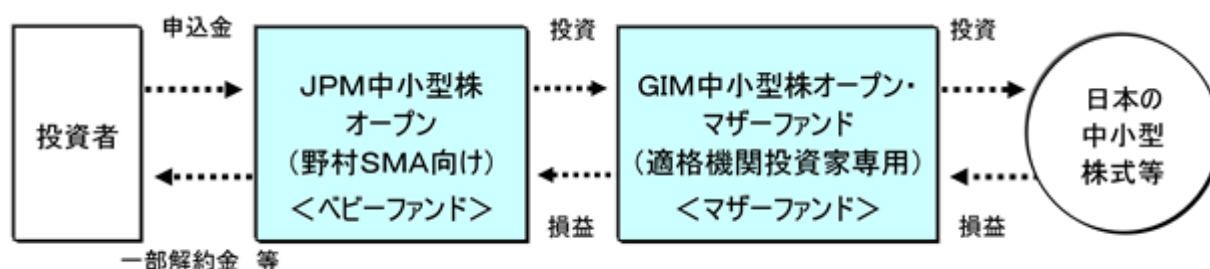 申込金
投資
投資
投資者
JPM中小型株
オープン
(野村SMA向け)
<ベビーファンド>
GIM中小型株オープン・
マザーファンド
(適格機関投資家専用)
<マザーファンド>
日本の
中小型
株式等
一部解約金 等
損益
損益